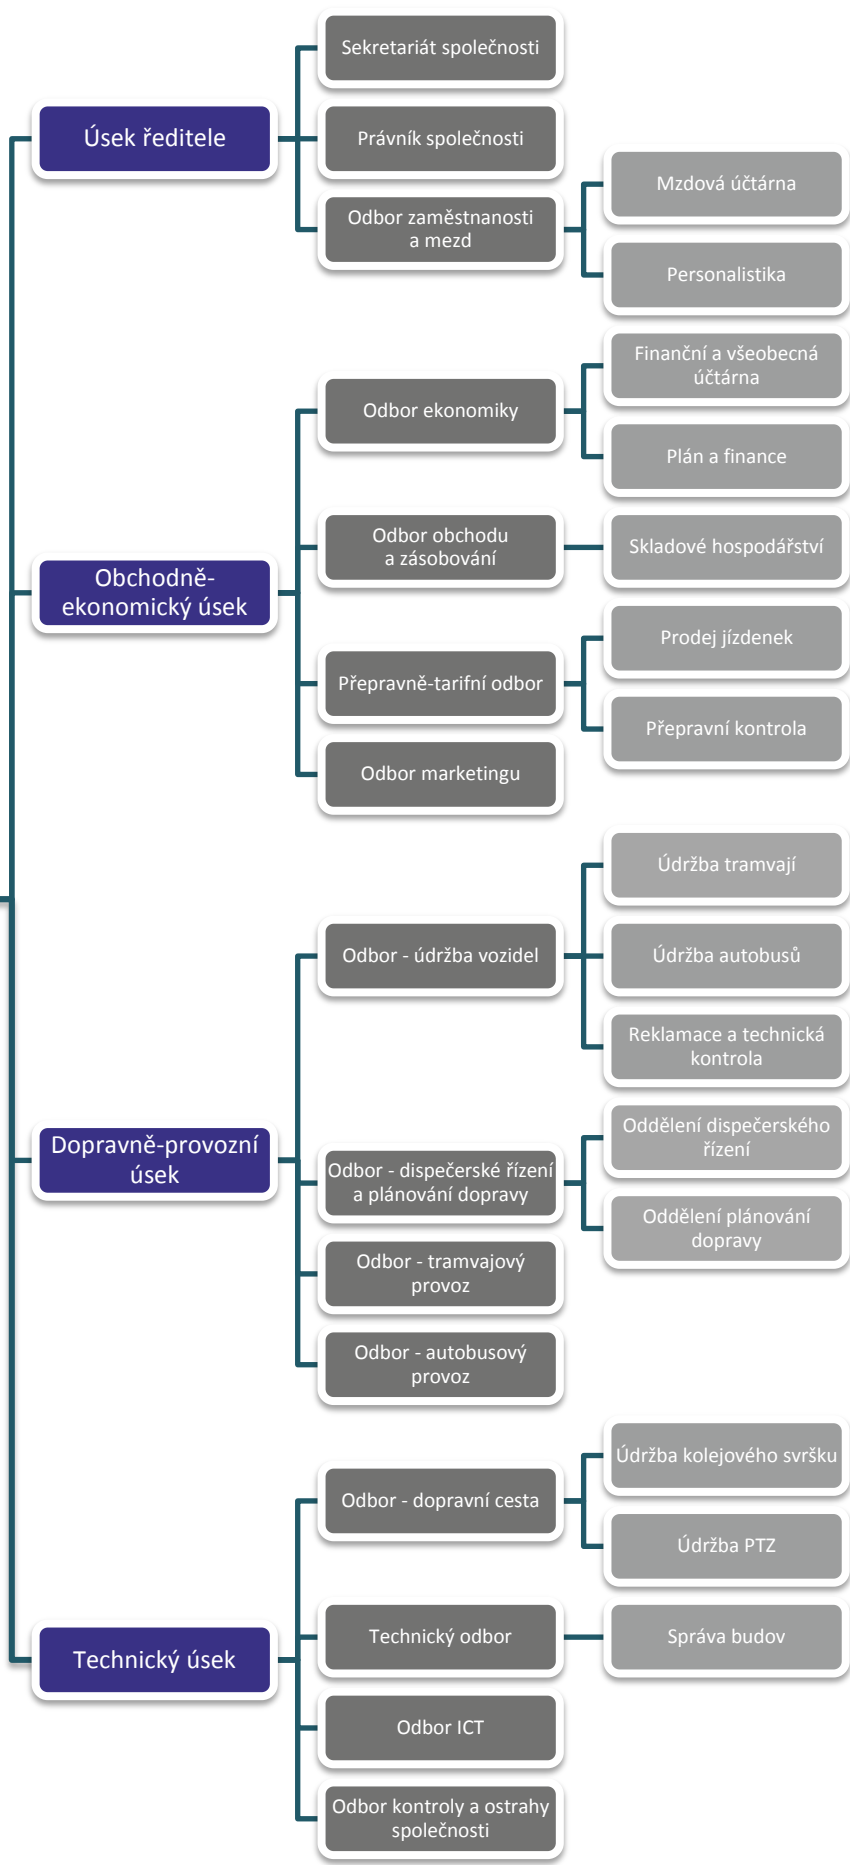 Úsek ředitele
Sekretariát společnosti
Právník společnosti
Odbor zaměstnanosti
a mezd
Mzdová účtárna
Personalistika
Obchodně-
ekonomický úsek
Odbor ekonomiky
Finanční a všeobecná
účtárna
Plán a finance
Odbor obchodu
a zásobování
Skladové hospodářství
Přepravně-tarifní odbor
Prodej jízdenek
Přepravní kontrola
Odbor marketingu
Dopravně-provozní
úsek
Odbor - údržba vozidel
Údržba tramvají
Údržba autobusů
Reklamace a technická
kontrola
Odbor - dispečerské řízení
a plánování dopravy
Oddělení dispečerského
řízení
Oddělení plánování
dopravy
Odbor - tramvajový
provoz
Odbor - autobusový
provoz
Technický úsek
Odbor - dopravní cesta
Údržba kolejového svršku
Údržba PTZ
Technický odbor
Správa budov
Odbor ICT
Odbor kontroly a ostrahy
společnosti